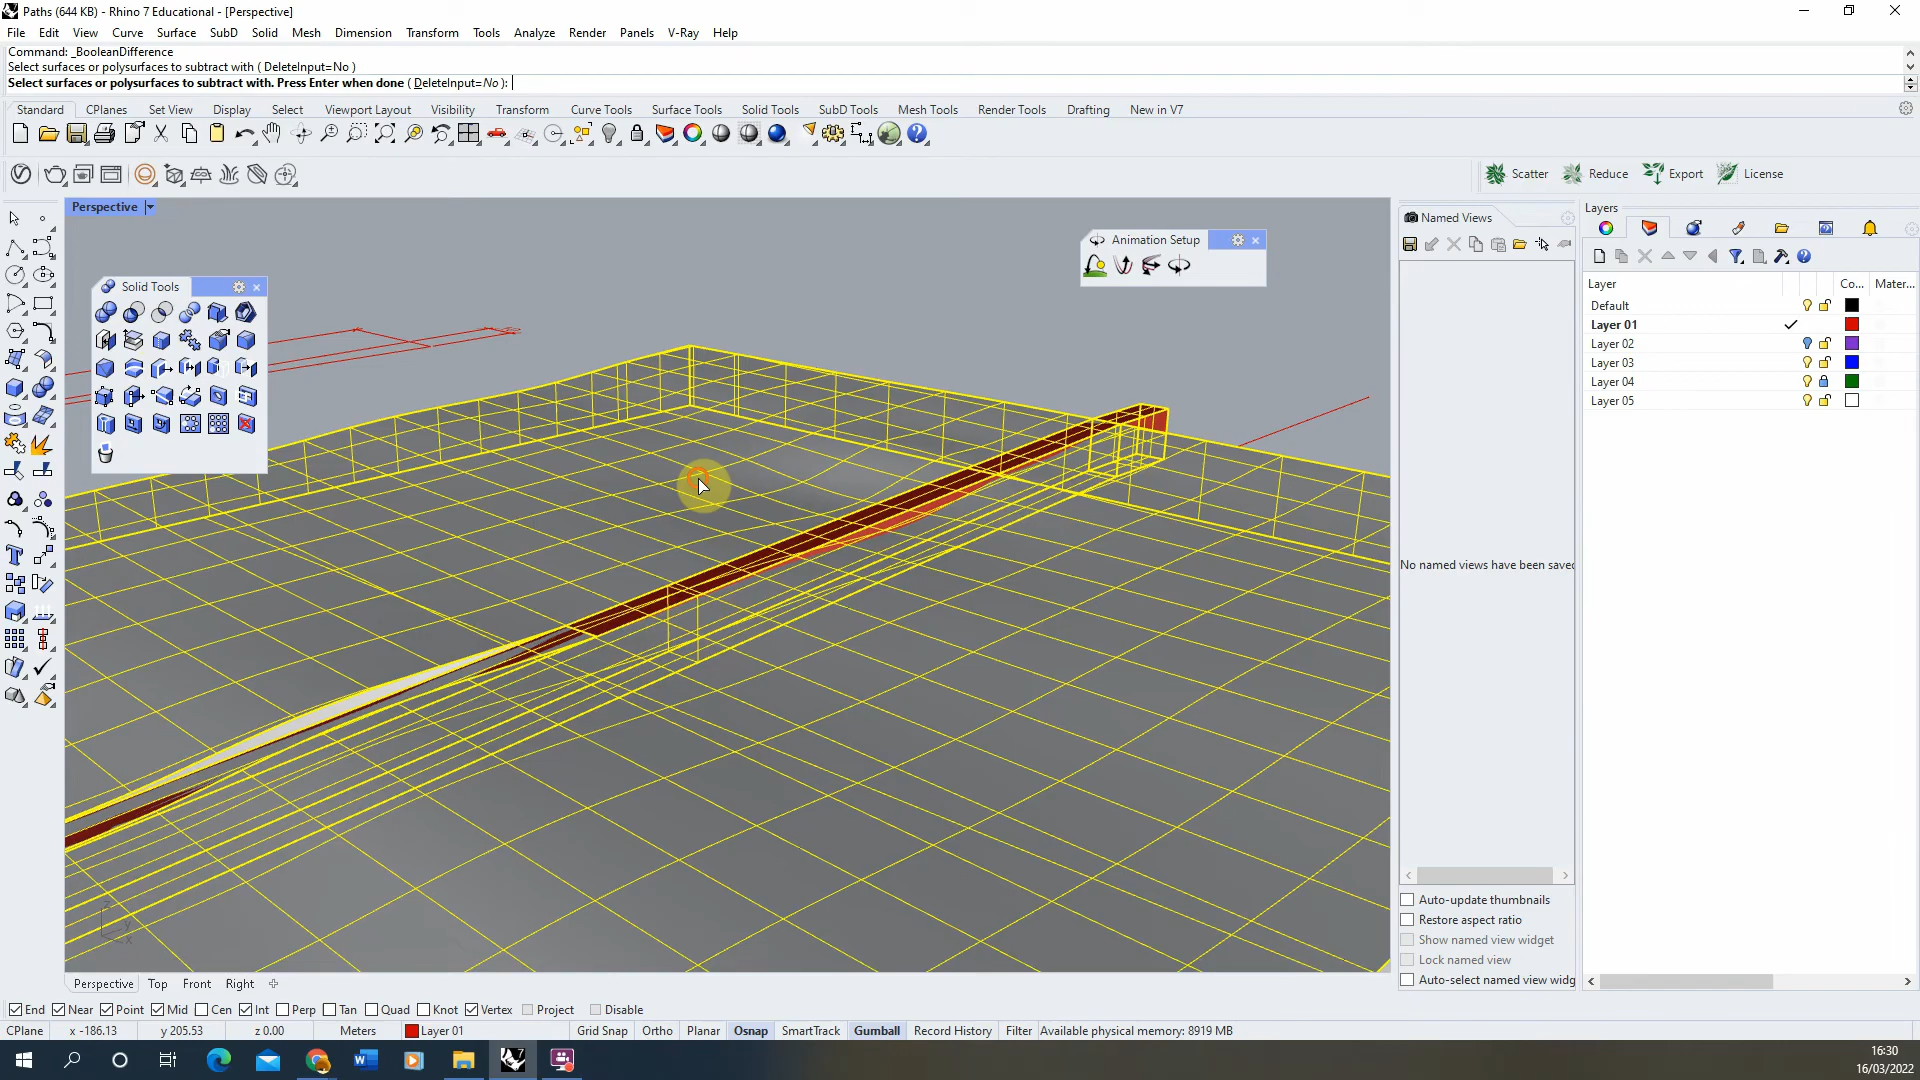 Paths (644 KB) - Rhino 7 Educational - [Perspective]
File Edit View Curve Surface SubD Solid Mesh Dimension Transform Tools Analyze Render Panels V-Ray Help
Command: _BooleanDifference
Select surfaces or polysurfaces to subtract with ( DeleteInput=No )
Select surfaces or polysurfaces to subtract with. Press Enter when done ( DeleteInput=No ):
Standard CPlanes Set View Display Select Viewport Layout Visibility Transform Curve Tools Surface Tools Solid Tools SubD Tools Mesh Tools Render Tools Drafting New in V7
Scatter Reduce Export License
Perspective
Named Views
Layers
Animation Setup
Solid Tools
Layer Co... Mater...
Default
Layer 01
Layer 02
Layer 03
Layer 04
Layer 05
No named views have been saved
Auto-update thumbnails
Restore aspect ratio
Show named view widget
Lock named view
Auto-select named view widg
z
y
x
Perspective Top Front Right
End Near Point Mid Cen Int Perp Tan Quad Knot Vertex Project Disable
CPlane x -186.13 y 205.53 z 0.00 Meters Layer 01 Grid Snap Ortho Planar Osnap SmartTrack Gumball Record History Filter Available physical memory: 8919 MB
16:30
16/03/2022